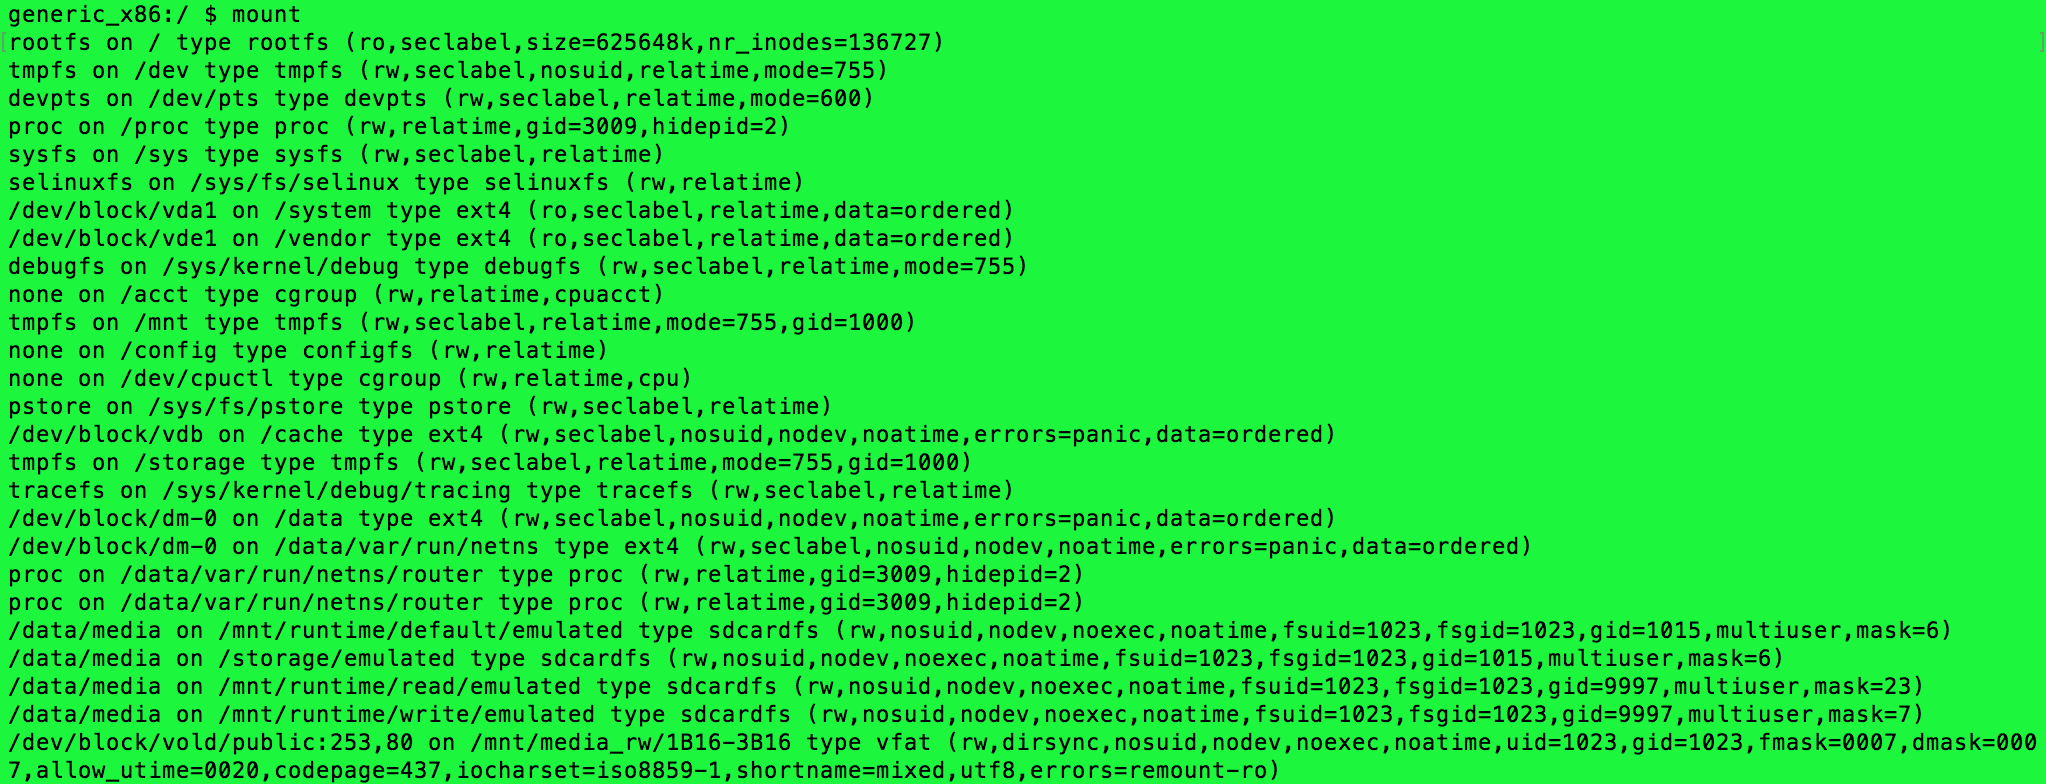 generic_x86:/ $ mount
[rootfs on / type rootfs (ro,seclabel,size=625648k,nr_inodes=136727) ]
tmpfs on /dev type tmpfs (rw,seclabel,nosuid,relatime,mode=755)
devpts on /dev/pts type devpts (rw,seclabel,relatime,mode=600)
proc on /proc type proc (rw,relatime,gid=3009,hidepid=2)
sysfs on /sys type sysfs (rw,seclabel,relatime)
selinuxfs on /sys/fs/selinux type selinuxfs (rw,relatime)
/dev/block/vda1 on /system type ext4 (ro,seclabel,relatime,data=ordered)
/dev/block/vde1 on /vendor type ext4 (ro,seclabel,relatime,data=ordered)
debugfs on /sys/kernel/debug type debugfs (rw,seclabel,relatime,mode=755)
none on /acct type cgroup (rw,relatime,cpuacct)
tmpfs on /mnt type tmpfs (rw,seclabel,relatime,mode=755,gid=1000)
none on /config type configfs (rw,relatime)
none on /dev/cpuctl type cgroup (rw,relatime,cpu)
pstore on /sys/fs/pstore type pstore (rw,seclabel,relatime)
/dev/block/vdb on /cache type ext4 (rw,seclabel,nosuid,nodev,noatime,errors=panic,data=ordered)
tmpfs on /storage type tmpfs (rw,seclabel,relatime,mode=755,gid=1000)
tracefs on /sys/kernel/debug/tracing type tracefs (rw,seclabel,relatime)
/dev/block/dm-0 on /data type ext4 (rw,seclabel,nosuid,nodev,noatime,errors=panic,data=ordered)
/dev/block/dm-0 on /data/var/run/netns type ext4 (rw,seclabel,nosuid,nodev,noatime,errors=panic,data=ordered)
proc on /data/var/run/netns/router type proc (rw,relatime,gid=3009,hidepid=2)
proc on /data/var/run/netns/router type proc (rw,relatime,gid=3009,hidepid=2)
/data/media on /mnt/runtime/default/emulated type sdcardfs (rw,nosuid,nodev,noexec,noatime,fsuid=1023,fsgid=1023,gid=1015,multiuser,mask=6)
/data/media on /storage/emulated type sdcardfs (rw,nosuid,nodev,noexec,noatime,fsuid=1023,fsgid=1023,gid=1015,multiuser,mask=6)
/data/media on /mnt/runtime/read/emulated type sdcardfs (rw,nosuid,nodev,noexec,noatime,fsuid=1023,fsgid=1023,gid=9997,multiuser,mask=23)
/data/media on /mnt/runtime/write/emulated type sdcardfs (rw,nosuid,nodev,noexec,noatime,fsuid=1023,fsgid=1023,gid=9997,multiuser,mask=7)
/dev/block/vold/public:253,80 on /mnt/media_rw/1B16-3B16 type vfat (rw,dirsync,nosuid,nodev,noexec,noatime,uid=1023,gid=1023,fmask=0007,dmask=000
7,allow_utime=0020,codepage=437,iocharset=iso8859-1,shortname=mixed,utf8,errors=remount-ro)